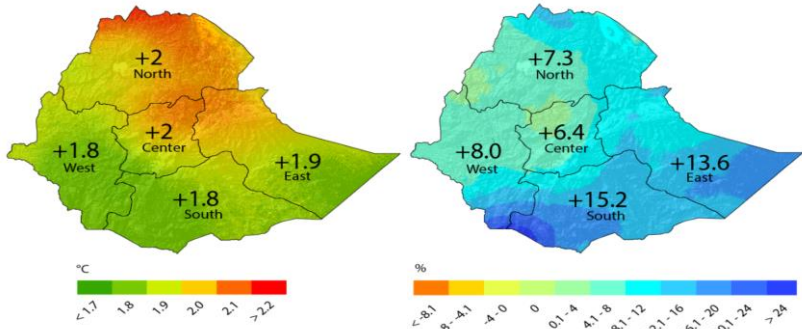 +2
North
+2
Center
+1.8
West
+1.9
East
+1.8
South
°C
< 1.7
1.8
1.9
2.0
2.1
> 2.2
+7.3
North
+6.4
Center
+8.0
West
+13.6
East
+15.2
South
%
< -8.1
-4 - 0
0
0.1 - 4
4.1 - 8
> 24